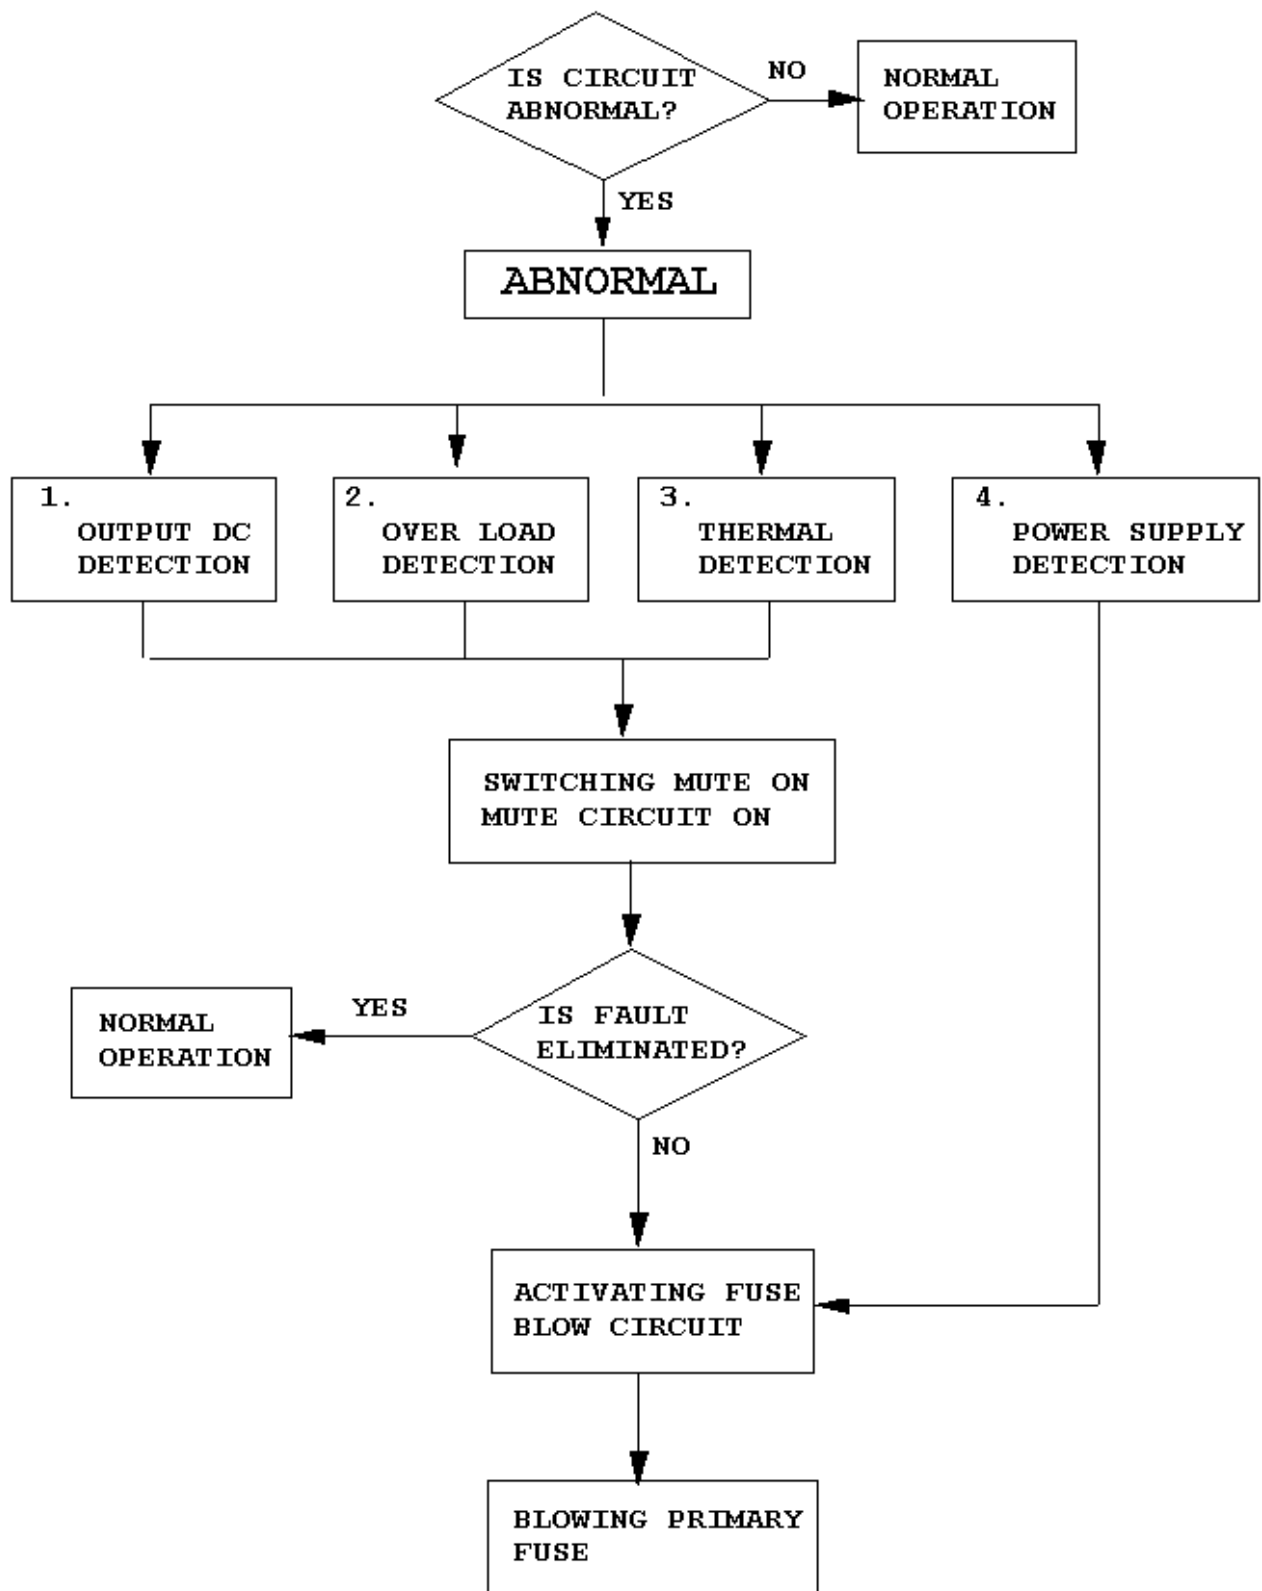 IS CIRCUIT
ABNORMAL?
NO
NORMAL
OPERATION
YES
ABNORMAL
1.
OUTPUT DC
DETECTION
2.
OVER LOAD
DETECTION
3.
THERMAL
DETECTION
4.
POWER SUPPLY
DETECTION
SWITCHING MUTE ON
MUTE CIRCUIT ON
IS FAULT
ELIMINATED?
YES
NORMAL
OPERATION
NO
ACTIVATING FUSE
BLOW CIRCUIT
BLOWING PRIMARY
FUSE